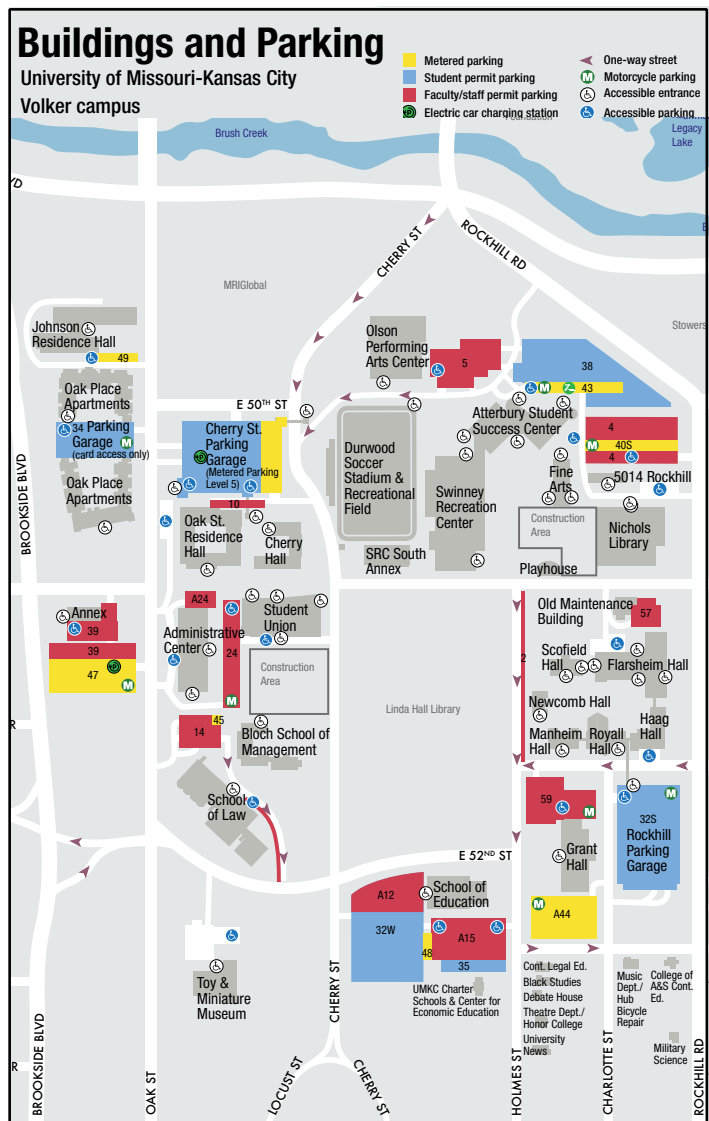 Buildings and Parking
University of Missouri-Kansas City
Volker campus
Metered parking
Student permit parking
Faculty/staff permit parking
Electric car charging station
One-way street
Motorcycle parking
Accessible entrance
Accessible parking
Brush Creek
Legacy
Lake
CHERRY ST
ROCKHILL RD
MRIGlobal
Stowers
Johnson
Residence Hall
49
Olson
Performing
Arts Center
5
38
43
Oak Place
Apartments
E 50TH ST
Atterbury Student
Success Center
34 Parking
Garage
(card access only)
M
Cherry St.
Parking
Garage
(Metered Parking
Level 5)
P
4
M
40S
4
Durwood
Soccer
Stadium &
Recreational
Field
Swinney
Recreation
Center
Fine
Arts
5014 Rockhill
Oak Place
Apartments
BROOKSIDE BLVD
10
Oak St.
Residence
Hall
Cherry
Hall
SRC South
Annex
Construction
Area
Nichols
Library
Playhouse
A24
Old Maintenance
Building
57
Annex
39
39
47
P
M
Administrative
Center
Student
Union
24
M
Construction
Area
2
Scofield
Hall
Flarsheim Hall
Linda Hall Library
Newcomb Hall
Manheim
Hall
Royall
Hall
Haag
Hall
14
45
Bloch School of
Management
School
of Law
59
M
M
32S
Rockhill
Parking
Garage
Grant
Hall
E 52ND ST
A12
School of
Education
32W
48
A15
35
M
A44
Toy &
Miniature
Museum
UMKC Charter
Schools & Center for
Economic Education
Cont. Legal Ed.
Black Studies
Debate House
Theatre Dept./
Honor College
University
News
Music
Dept./
Hub
Bicycle
Repair
College of
A&S Cont.
Ed.
Military
Science
BROOKSIDE BLVD
OAK ST
LOCUST ST
CHERRY ST
CHERRY ST
HOLMES ST
CHARLOTTE ST
ROCKHILL RD